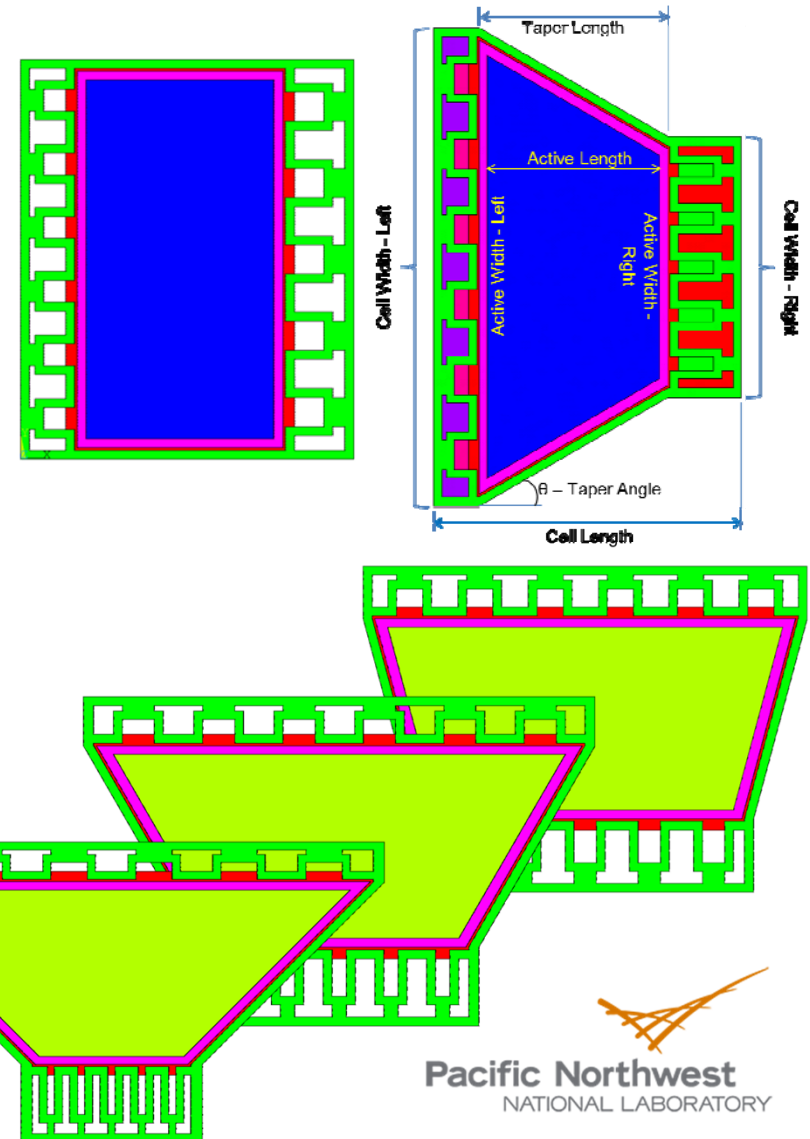 Taper Length
Active Length
Cell Width - Left
Active Width - Left
Active Width -
Right
Cell Width - Right
θ – Taper Angle
Cell Length
X
Pacific Northwest
NATIONAL LABORATORY